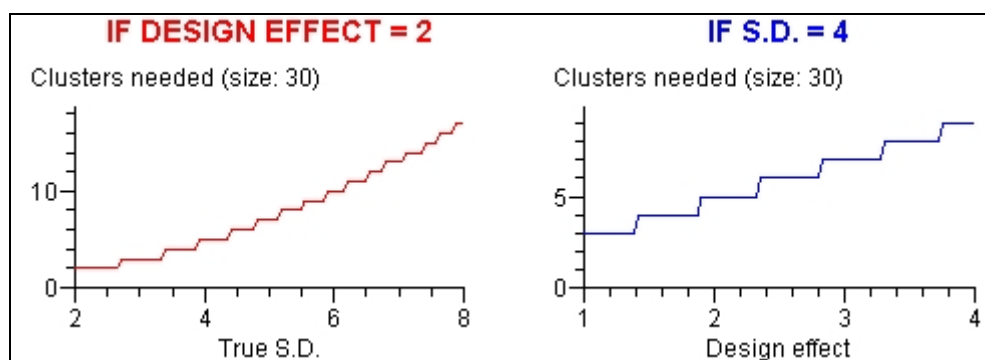 IF DESIGN EFFECT = 2
Clusters needed (size: 30)
10
0
2 4 6 8
True S.D.
IF S.D. = 4
Clusters needed (size: 30)
5
0
1 2 3 4
Design effect